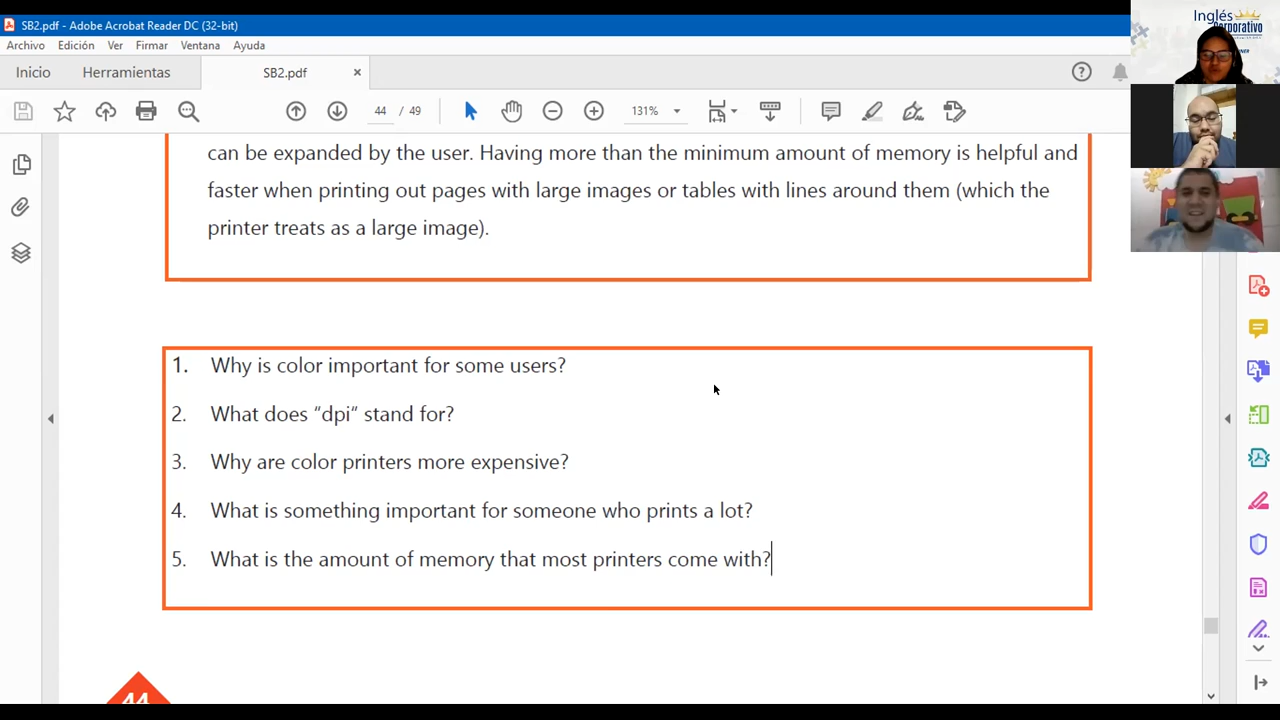 SB2.pdf - Adobe Acrobat Reader DC (32-bit)
Archivo Edición Ver Firmar Ventana Ayuda
Inicio Herramientas SB2.pdf ×
44 / 49 131%
can be expanded by the user. Having more than the minimum amount of memory is helpful and
faster when printing out pages with large images or tables with lines around them (which the
printer treats as a large image).
1. Why is color important for some users?
2. What does “dpi“ stand for?
3. Why are color printers more expensive?
4. What is something important for someone who prints a lot?
5. What is the amount of memory that most printers come with?
44
Inglés
Corporativo